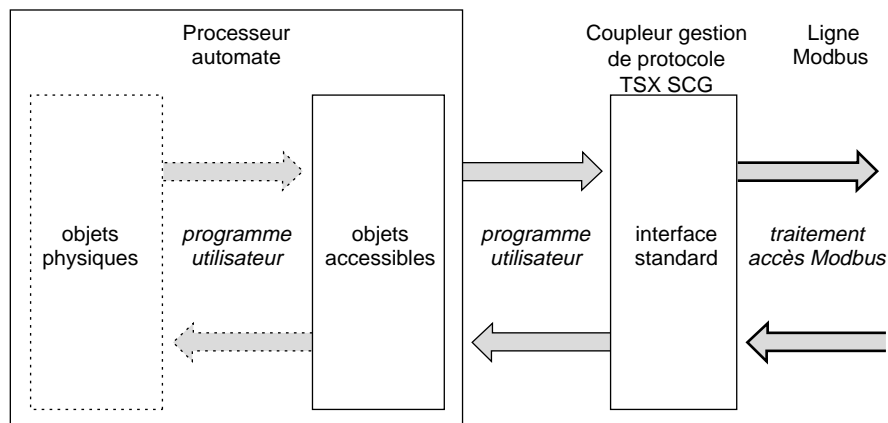 Processeur
automate
Coupleur gestion
de protocole
TSX SCG
Ligne
Modbus
objets
physiques
programme
utilisateur
objets
accessibles
programme
utilisateur
interface
standard
traitement
accès Modbus